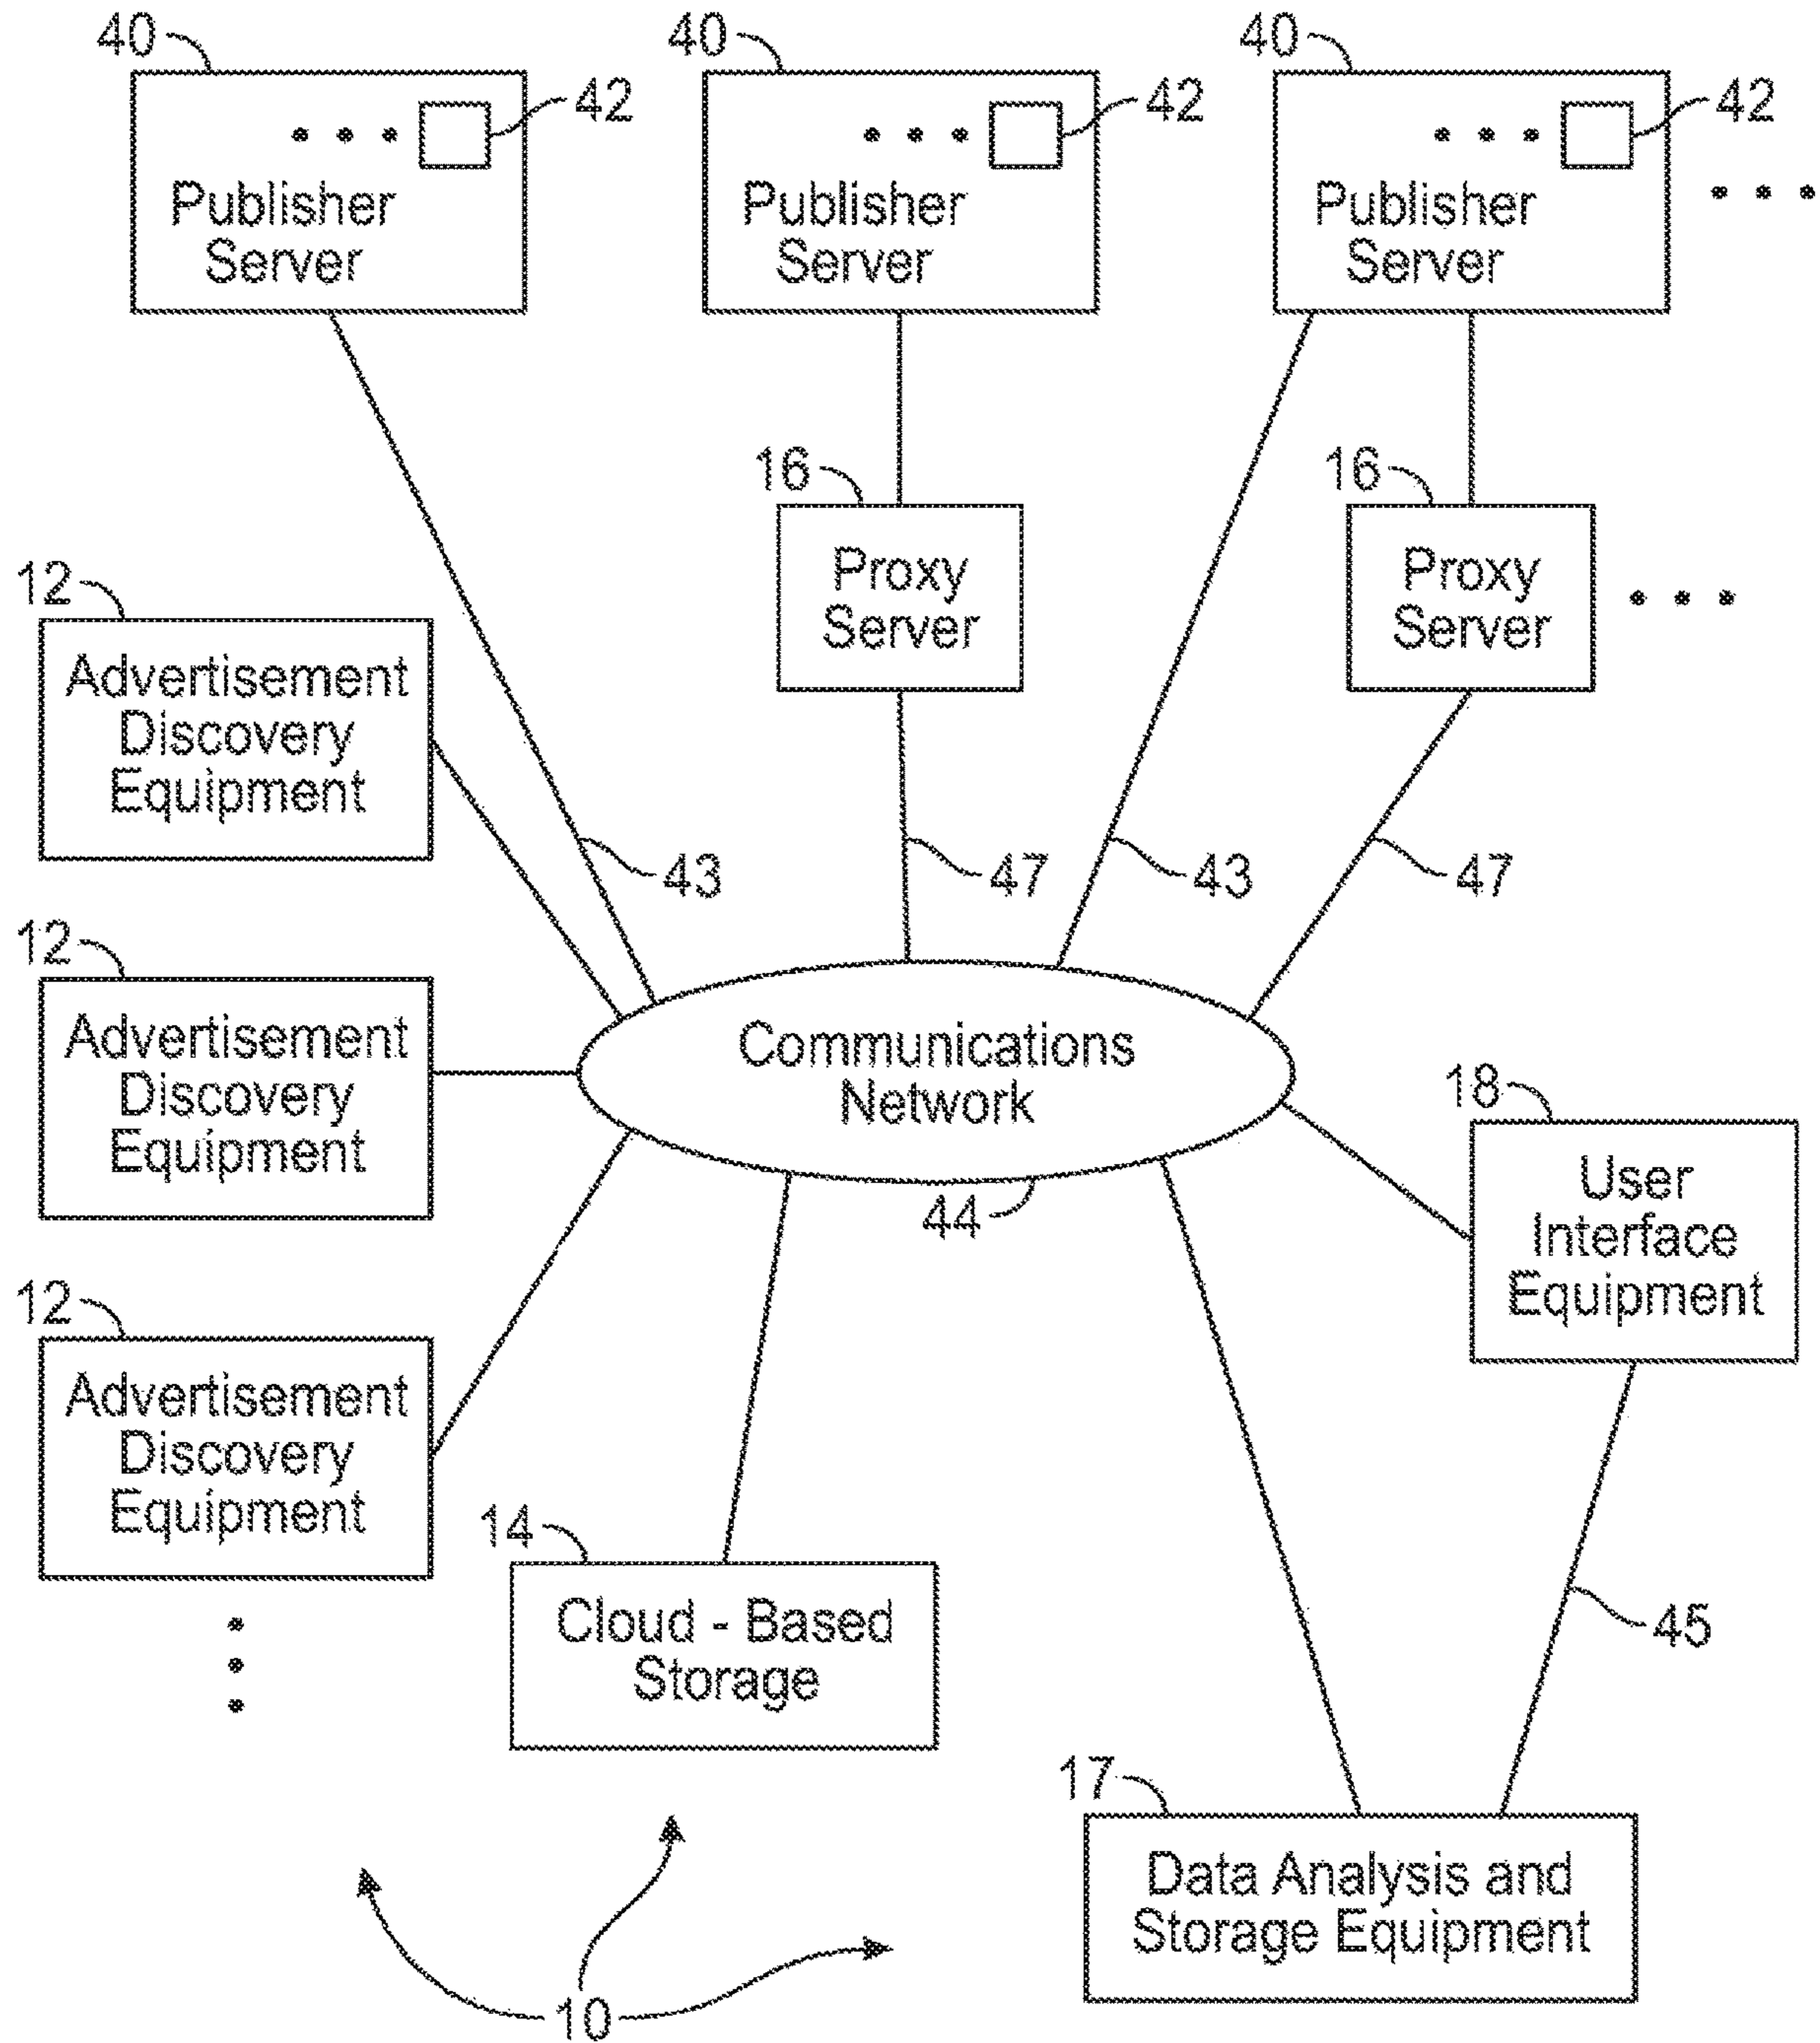 40
40
40
42
42
42
Publisher
Server
Publisher
Server
Publisher
Server
16
16
Proxy
Server
Proxy
Server
12
Advertisement
Discovery
Equipment
43
47
43
47
12
Advertisement
Discovery
Equipment
Communications
Network
44
18
User
Interface
Equipment
12
Advertisement
Discovery
Equipment
14
Cloud - Based
Storage
45
17
Data Analysis and
Storage Equipment
10